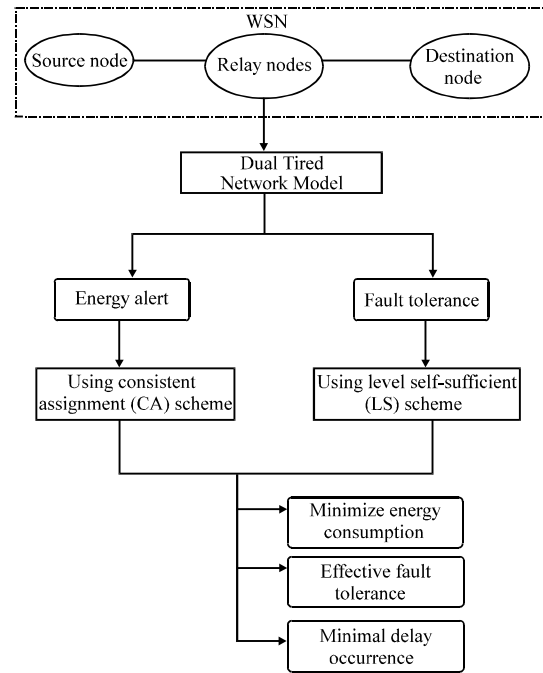 WSN
Source node
Relay nodes
Destination
node
Dual Tired
Network Model
Energy alert
Fault tolerance
Using consistent
assignment (CA) scheme
Using level self-sufficient
(LS) scheme
Minimize energy
consumption
Effective fault
tolerance
Minimal delay
occurrence